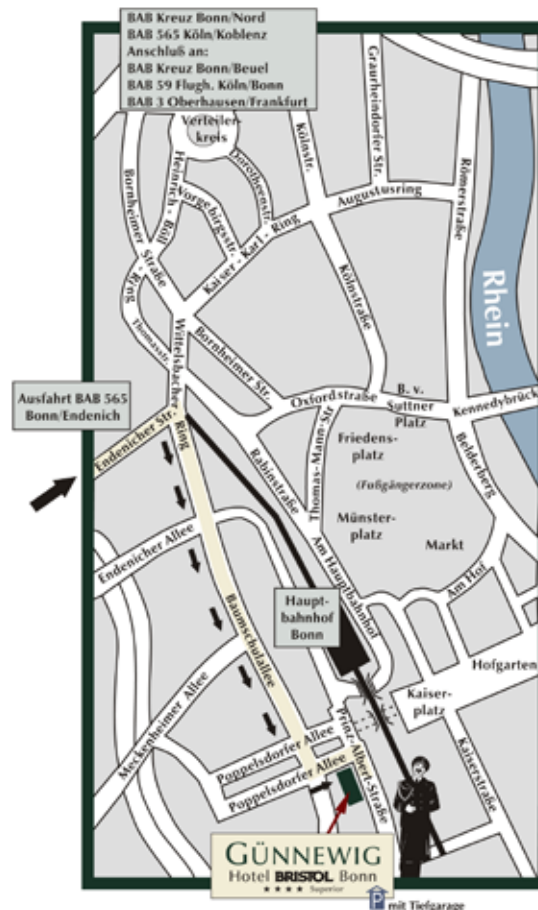 BAB Kreuz Bonn/Nord
BAB 565 Köln/Koblenz
Anschluß an:
BAB Kreuz Bonn/Beuel
BAB 59 Flugh. Köln/Bonn
BAB 3 Oberhausen/Frankfurt
Verteiler-
kreis
Kölnstr.
Graurheindorfer Str.
Römerstraße
Dorotheenstr.
Heinrich - Böll
Ring
Vorgebirgsstr.
Bornheimer Straße
Augustusring
Kaiser - Karl - Ring
Kölnstraße
Rhein
Thomasstr.
Wittelsbacher
Ring
Bornheimer Str.
Oxfordstraße
B. v.
Suttner
Platz
Kennedybrück
Ausfahrt BAB 565
Bonn/Endenich
Endenicher Str.
Rabinstraße
Thomas-Mann-Str
Friedens-
platz
(Fußgängerzone)
Münster-
platz
Belderberg
Markt
Endenicher Allee
Am Hauptbahnhof
Am Hof
Haupt-
bahnhof
Bonn
Baumschulallee
Hofgarten
Kaiser-
platz
Meckenheimer Allee
Poppelsdorfer Allee
Poppelsdorfer Allee
Prinz-Albert-Straße
Kaiserstraße
GÜNNEWIG
Hotel BRISTOL Bonn
★★★★ Superior
P mit Tiefgarage